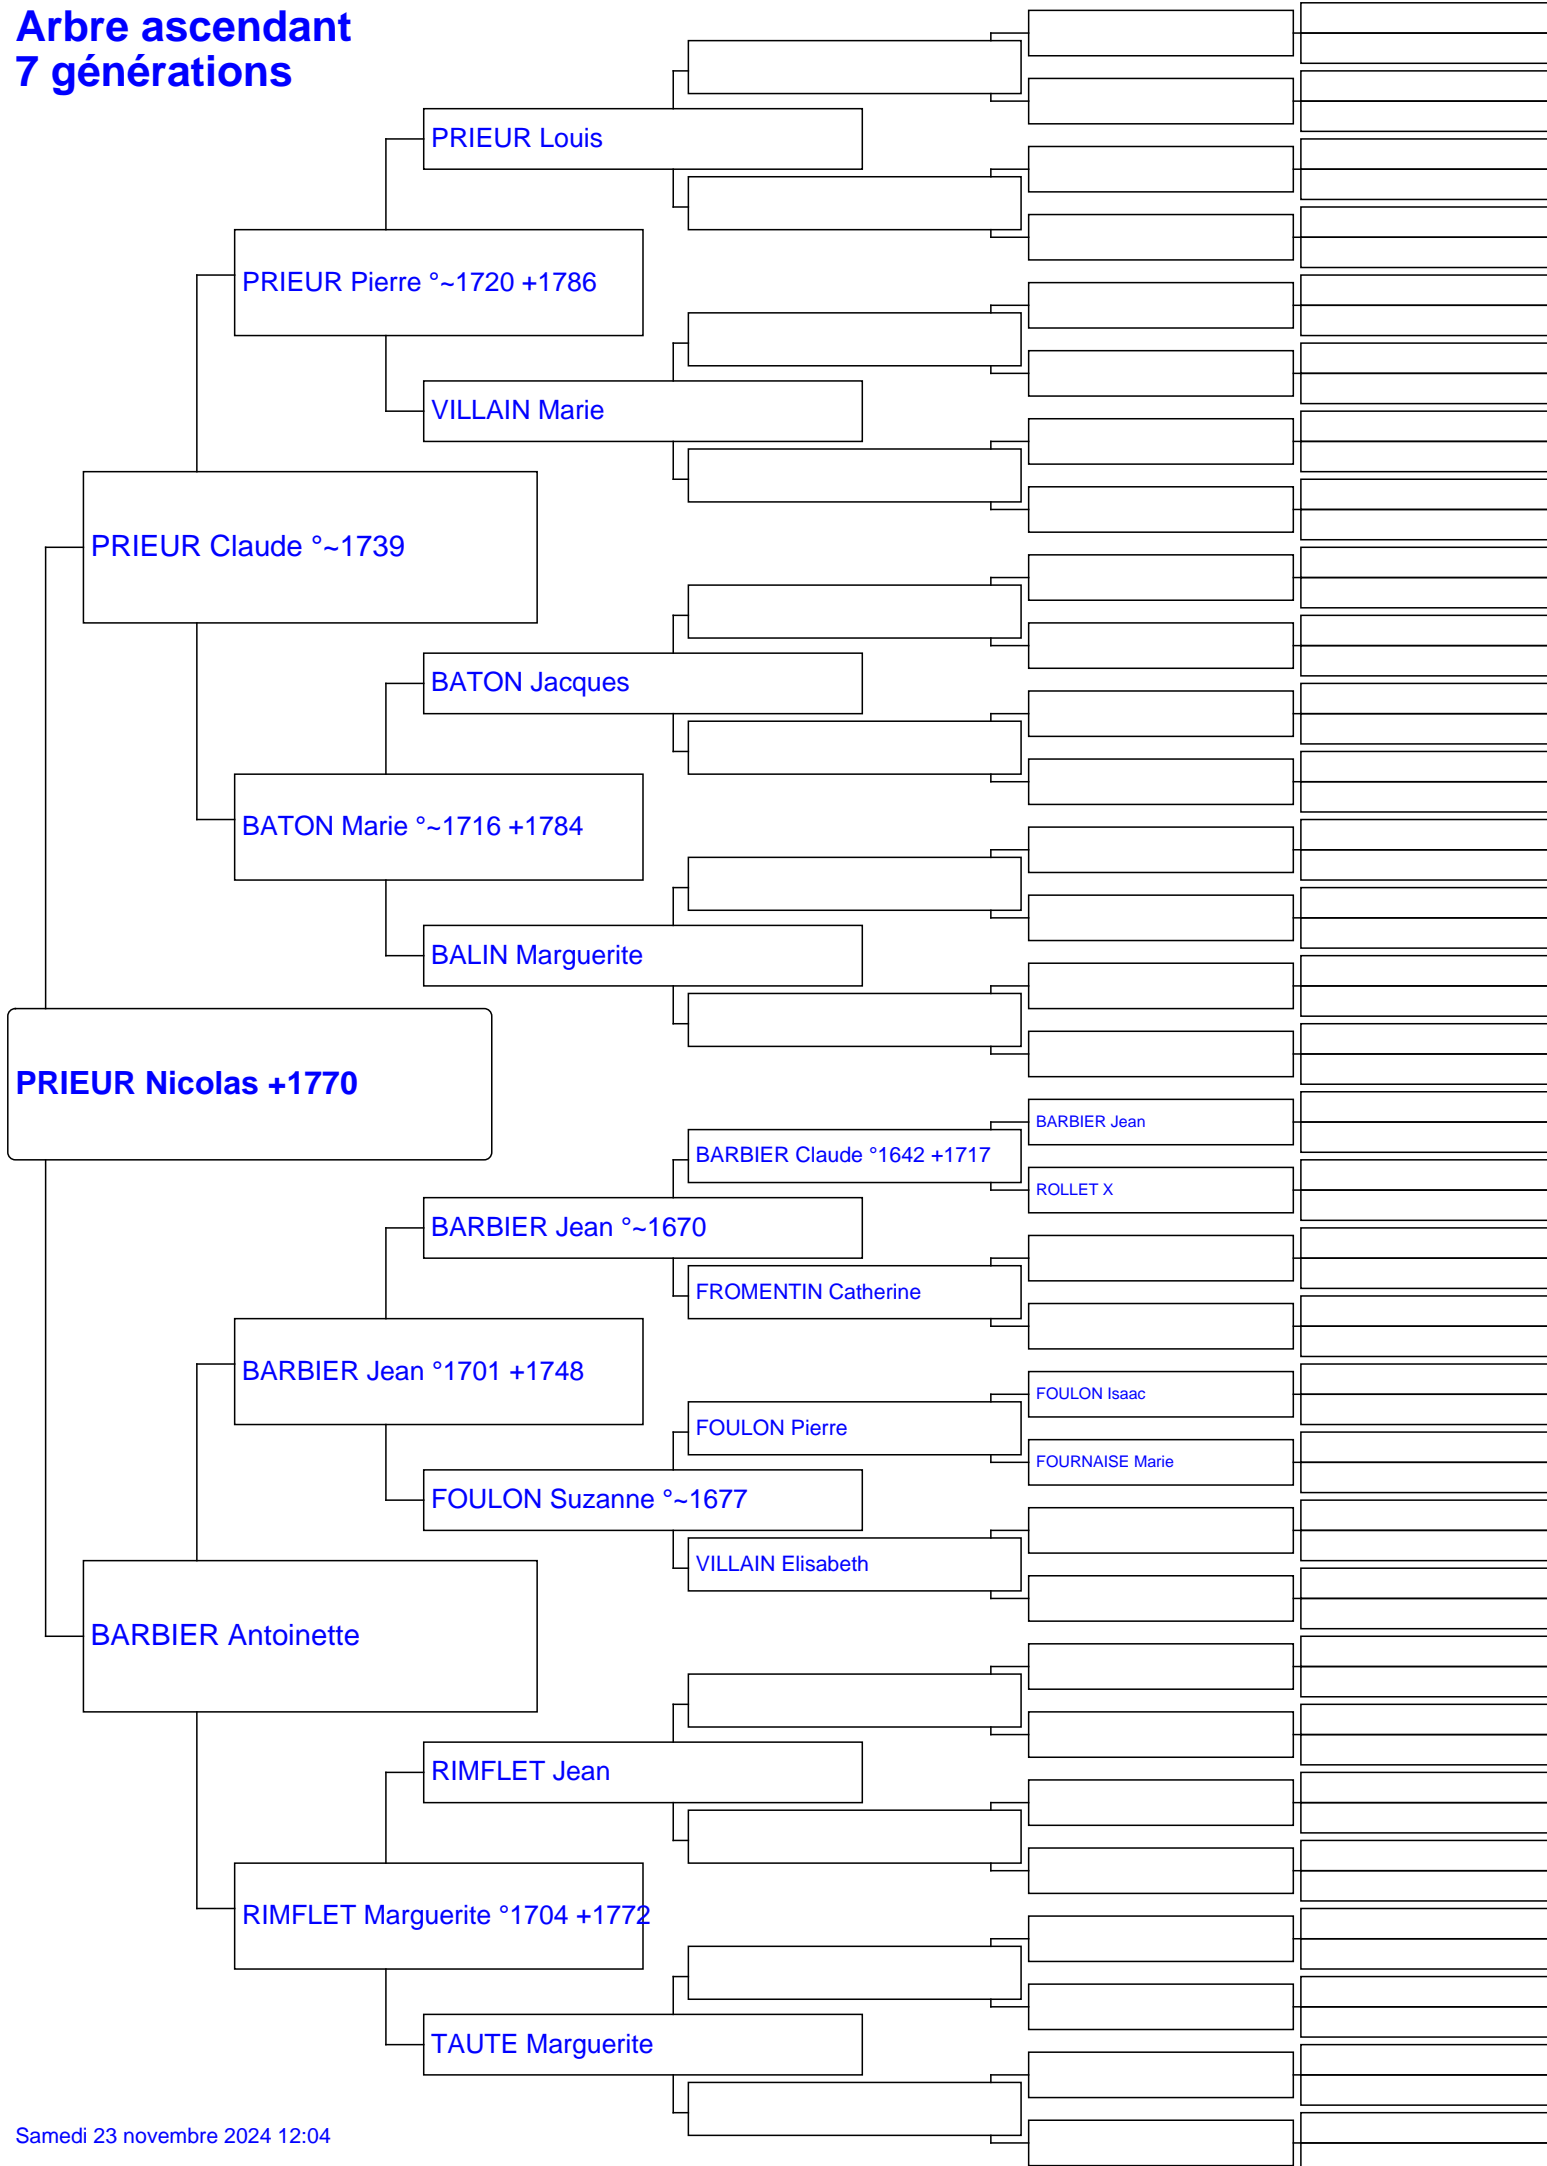 Arbre ascendant
7 générations
PRIEUR Louis
PRIEUR Pierre °~1720 +1786
VILLAIN Marie
PRIEUR Claude °~1739
BATON Jacques
BATON Marie °~1716 +1784
BALIN Marguerite
PRIEUR Nicolas +1770
BARBIER Jean
BARBIER Claude °1642 +1717
ROLLET X
BARBIER Jean °~1670
FROMENTIN Catherine
BARBIER Jean °1701 +1748
FOULON Isaac
FOULON Pierre
FOURNAISE Marie
FOULON Suzanne °~1677
VILLAIN Elisabeth
BARBIER Antoinette
RIMFLET Jean
RIMFLET Marguerite °1704 +1772
TAUTE Marguerite
Samedi 23 novembre 2024 12:04